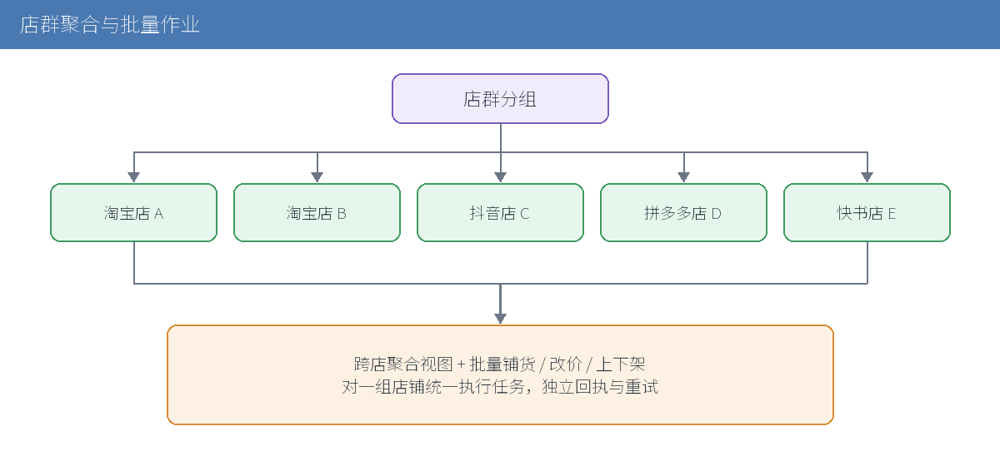 店群聚合与批量作业
店群分组
淘宝店 A
淘宝店 B
抖音店 C
拼多多店 D
快书店 E
跨店聚合视图 + 批量铺货 / 改价 / 上下架
对一组店铺统一执行任务，独立回执与重试